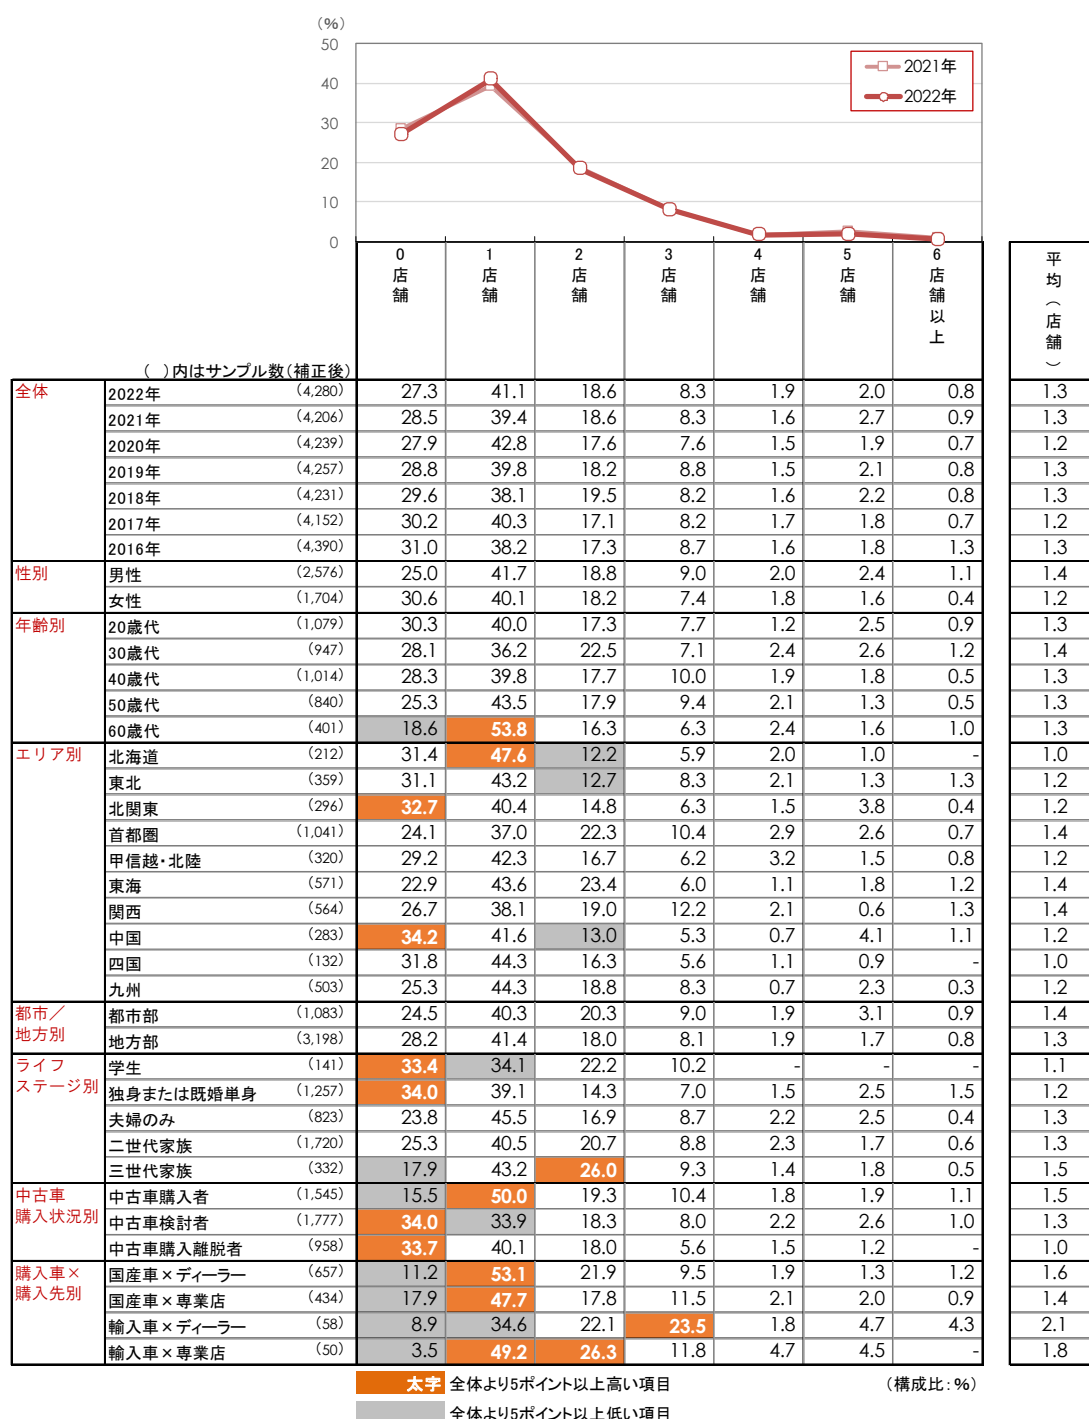 (%)
50
40
30
20
10
0
2021年
2022年
0店舗 1店舗 2店舗 3店舗 4店舗 5店舗 6店舗以上 平均(店舗)
( )内はサンプル数(補正後)
全体 2022年 (4,280) 27.3 41.1 18.6 8.3 1.9 2.0 0.8 1.3
2021年 (4,206) 28.5 39.4 18.6 8.3 1.6 2.7 0.9 1.3
2020年 (4,239) 27.9 42.8 17.6 7.6 1.5 1.9 0.7 1.2
2019年 (4,257) 28.8 39.8 18.2 8.8 1.5 2.1 0.8 1.3
2018年 (4,231) 29.6 38.1 19.5 8.2 1.6 2.2 0.8 1.3
2017年 (4,152) 30.2 40.3 17.1 8.2 1.7 1.8 0.7 1.2
2016年 (4,390) 31.0 38.2 17.3 8.7 1.6 1.8 1.3 1.3
性別 男性 (2,576) 25.0 41.7 18.8 9.0 2.0 2.4 1.1 1.4
女性 (1,704) 30.6 40.1 18.2 7.4 1.8 1.6 0.4 1.2
年齢別 20歳代 (1,079) 30.3 40.0 17.3 7.7 1.2 2.5 0.9 1.3
30歳代 (947) 28.1 36.2 22.5 7.1 2.4 2.6 1.2 1.4
40歳代 (1,014) 28.3 39.8 17.7 10.0 1.9 1.8 0.5 1.3
50歳代 (840) 25.3 43.5 17.9 9.4 2.1 1.3 0.5 1.3
60歳代 (401) 18.6 53.8 16.3 6.3 2.4 1.6 1.0 1.3
エリア別 北海道 (212) 31.4 47.6 12.2 5.9 2.0 1.0 - 1.0
東北 (359) 31.1 43.2 12.7 8.3 2.1 1.3 1.3 1.2
北関東 (296) 32.7 40.4 14.8 6.3 1.5 3.8 0.4 1.2
首都圏 (1,041) 24.1 37.0 22.3 10.4 2.9 2.6 0.7 1.4
甲信越・北陸 (320) 29.2 42.3 16.7 6.2 3.2 1.5 0.8 1.2
東海 (571) 22.9 43.6 23.4 6.0 1.1 1.8 1.2 1.4
関西 (564) 26.7 38.1 19.0 12.2 2.1 0.6 1.3 1.4
中国 (283) 34.2 41.6 13.0 5.3 0.7 4.1 1.1 1.2
四国 (132) 31.8 44.3 16.3 5.6 1.1 0.9 - 1.0
九州 (503) 25.3 44.3 18.8 8.3 0.7 2.3 0.3 1.2
都市/地方別 都市部 (1,083) 24.5 40.3 20.3 9.0 1.9 3.1 0.9 1.4
地方部 (3,198) 28.2 41.4 18.0 8.1 1.9 1.7 0.8 1.3
ライフステージ別 学生 (141) 33.4 34.1 22.2 10.2 - - - 1.1
独身または既婚単身 (1,257) 34.0 39.1 14.3 7.0 1.5 2.5 1.5 1.2
夫婦のみ (823) 23.8 45.5 16.9 8.7 2.2 2.5 0.4 1.3
二世代家族 (1,720) 25.3 40.5 20.7 8.8 2.3 1.7 0.6 1.3
三世代家族 (332) 17.9 43.2 26.0 9.3 1.4 1.8 0.5 1.5
中古車購入状況別 中古車購入者 (1,545) 15.5 50.0 19.3 10.4 1.8 1.9 1.1 1.5
中古車検討者 (1,777) 34.0 33.9 18.3 8.0 2.2 2.6 1.0 1.3
中古車購入離脱者 (958) 33.7 40.1 18.0 5.6 1.5 1.2 - 1.0
購入車×購入先別 国産車×ディーラー (657) 11.2 53.1 21.9 9.5 1.9 1.3 1.2 1.6
国産車×専業店 (434) 17.9 47.7 17.8 11.5 2.1 2.0 0.9 1.4
輸入車×ディーラー (58) 8.9 34.6 22.1 23.5 1.8 4.7 4.3 2.1
輸入車×専業店 (50) 3.5 49.2 26.3 11.8 4.7 4.5 - 1.8
太字 全体より5ポイント以上高い項目 (構成比:%)
全体より5ポイント以上低い項目